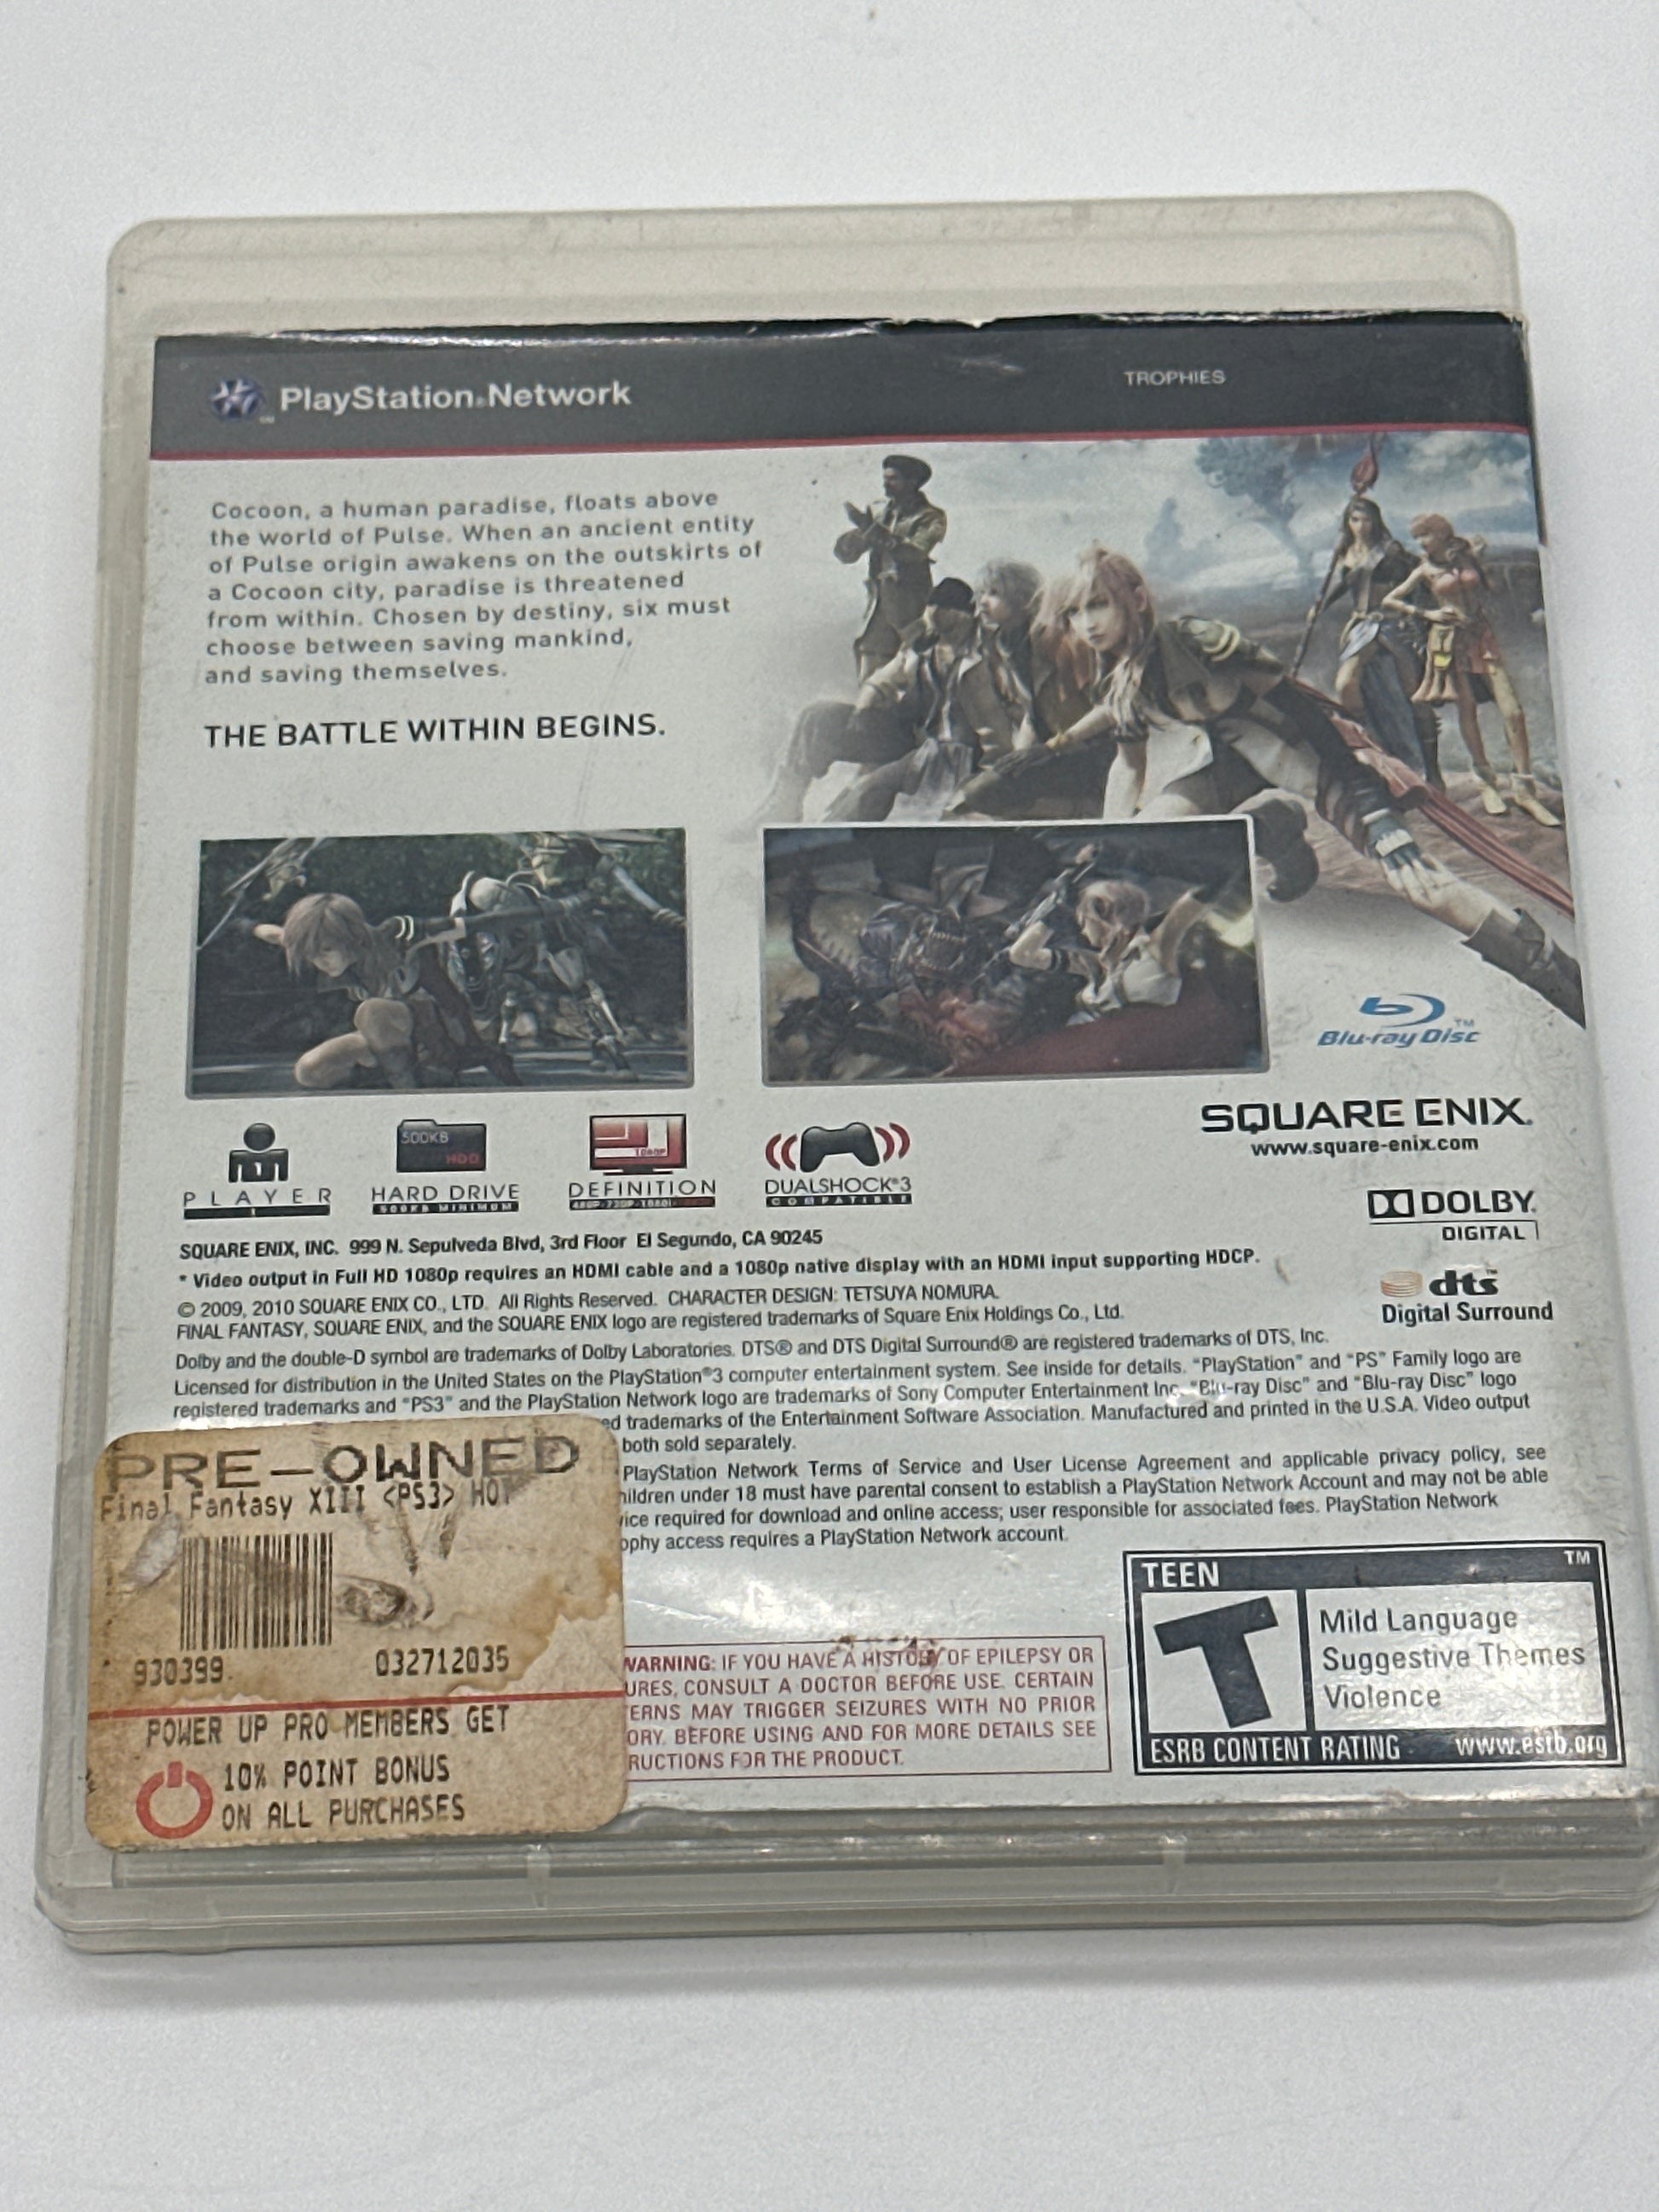 PlayStation®Network
TROPHIES
Cocoon, a human paradise, floats above
the world of Pulse. When an ancient entity
of Pulse origin awakens on the outskirts of
a Cocoon city, paradise is threatened
from within. Chosen by destiny, six must
choose between saving mankind,
and saving themselves.
THE BATTLE WITHIN BEGINS.
Blu-ray Disc™
SQUARE ENIX®
www.square-enix.com
PLAYER
1
500KB
HDD
HARD DRIVE
500KB MINIMUM
1080P
DEFINITION
480P·720P·1080I
DUALSHOCK®3
COMPATIBLE
DOLBY®
DIGITAL
SQUARE ENIX, INC. 999 N. Sepulveda Blvd, 3rd Floor El Segundo, CA 90245
* Video output in Full HD 1080p requires an HDMI cable and a 1080p native display with an HDMI input supporting HDCP.
dts™
Digital Surround
© 2009, 2010 SQUARE ENIX CO., LTD. All Rights Reserved. CHARACTER DESIGN: TETSUYA NOMURA.
FINAL FANTASY, SQUARE ENIX, and the SQUARE ENIX logo are registered trademarks of Square Enix Holdings Co., Ltd.
Dolby and the double-D symbol are trademarks of Dolby Laboratories. DTS® and DTS Digital Surround® are registered trademarks of DTS, Inc.
Licensed for distribution in the United States on the PlayStation®3 computer entertainment system. See inside for details. "PlayStation" and "PS" Family logo are
registered trademarks and "PS3" and the PlayStation Network logo are trademarks of Sony Computer Entertainment Inc. "Blu-ray Disc" and "Blu-ray Disc" logo
ed trademarks of the Entertainment Software Association. Manufactured and printed in the U.S.A. Video output
both sold separately.
PlayStation Network Terms of Service and User License Agreement and applicable privacy policy, see
hildren under 18 must have parental consent to establish a PlayStation Network Account and may not be able
ice required for download and online access; user responsible for associated fees. PlayStation Network
ophy access requires a PlayStation Network account.
PRE-OWNED
Final Fantasy XIII <PS3> HOT
930399
032712035
POWER UP PRO MEMBERS GET
10% POINT BONUS
ON ALL PURCHASES
WARNING: IF YOU HAVE A HISTORY OF EPILEPSY OR
URES, CONSULT A DOCTOR BEFORE USE. CERTAIN
ERNS MAY TRIGGER SEIZURES WITH NO PRIOR
ORY. BEFORE USING AND FOR MORE DETAILS SEE
RUCTIONS FOR THE PRODUCT.
TEEN
TM
T
Mild Language
Suggestive Themes
Violence
ESRB CONTENT RATING www.esrb.org